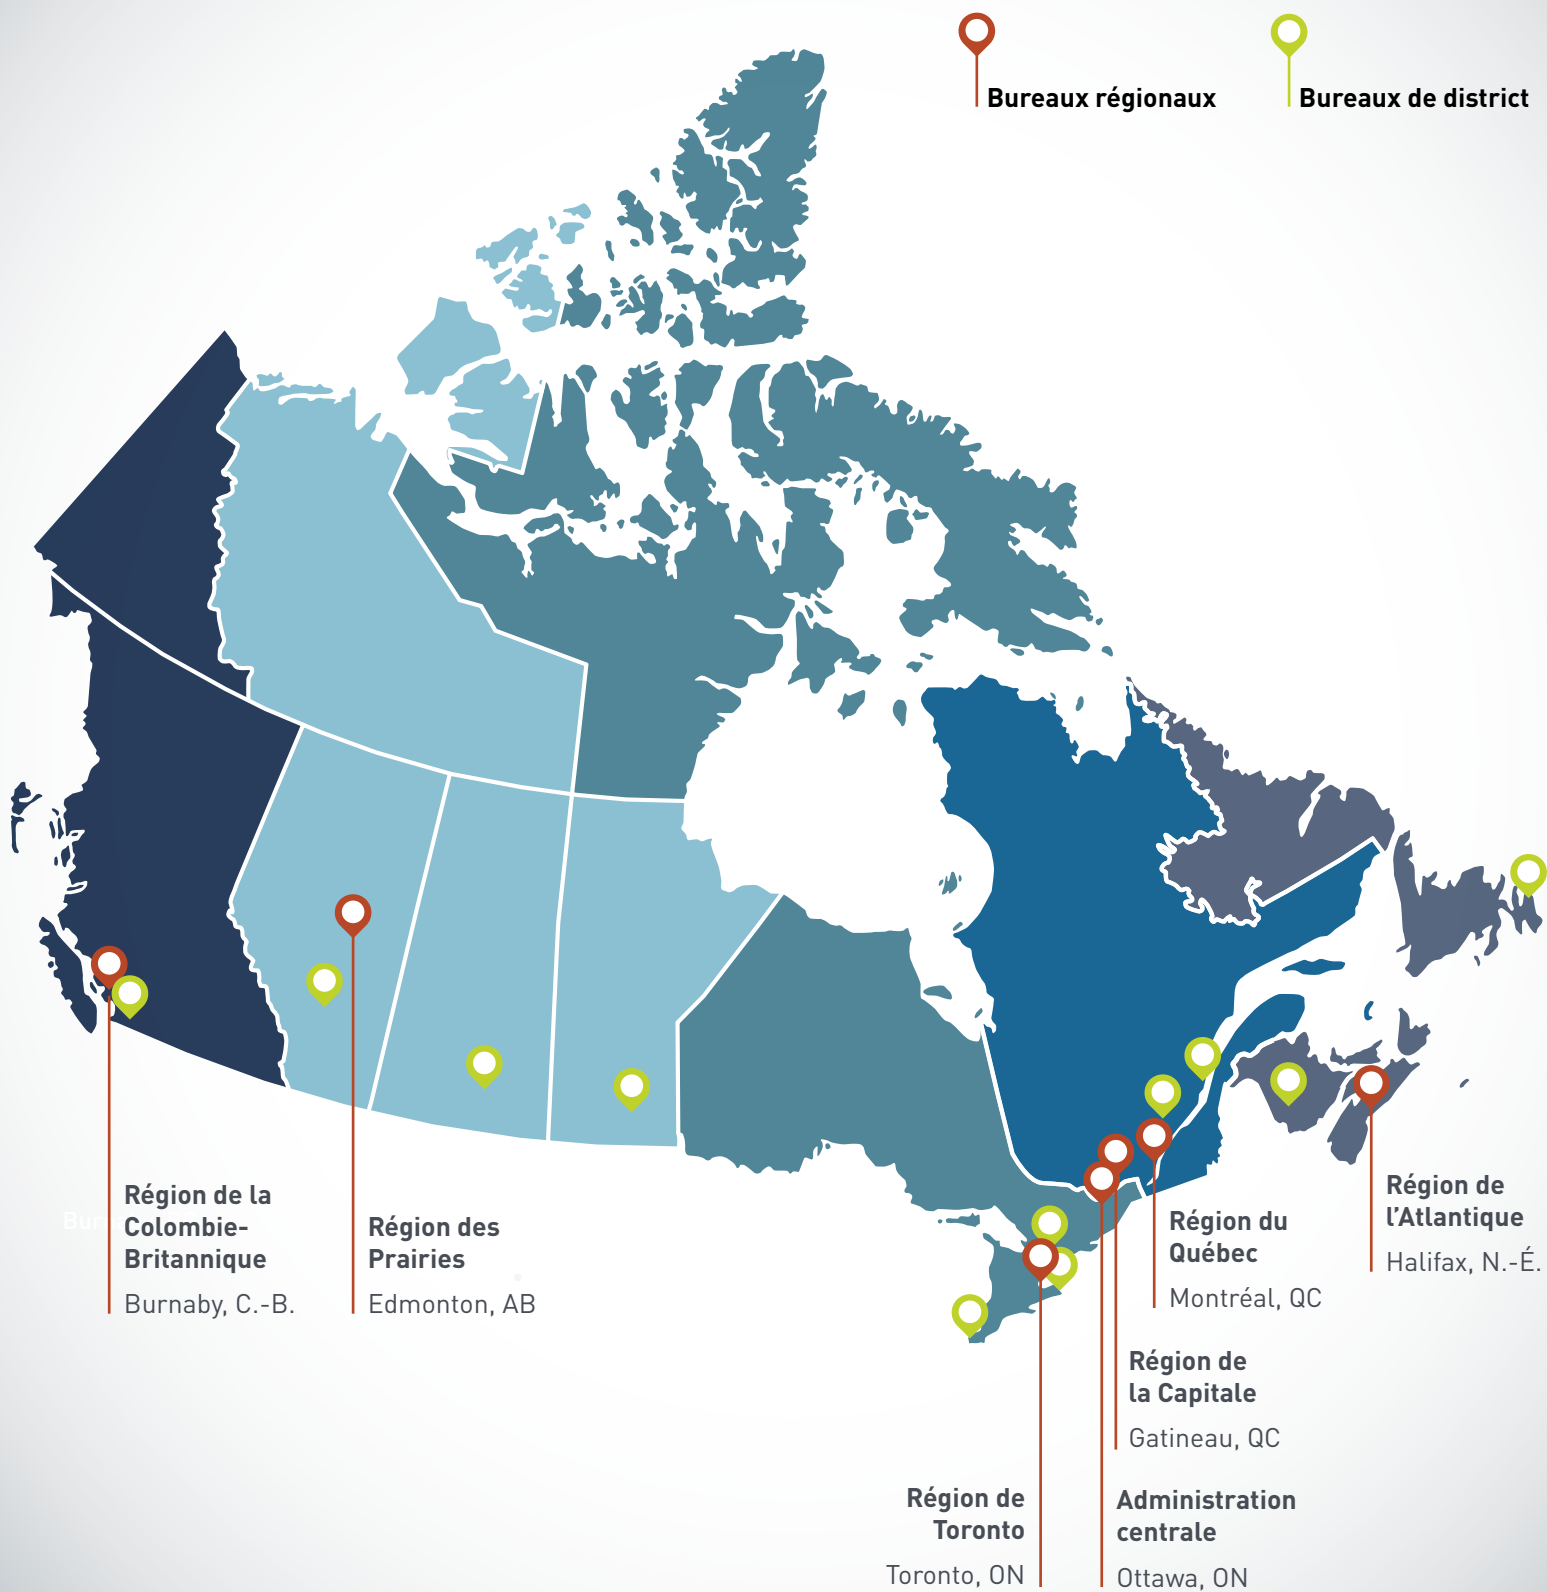 Bureaux régionaux
Bureaux de district
Région de la
Colombie-
Britannique
Burnaby, C.-B.
Région des
Prairies
Edmonton, AB
Région de
Toronto
Toronto, ON
Administration
centrale
Ottawa, ON
Région de
la Capitale
Gatineau, QC
Région du
Québec
Montréal, QC
Région de
l'Atlantique
Halifax, N.-É.